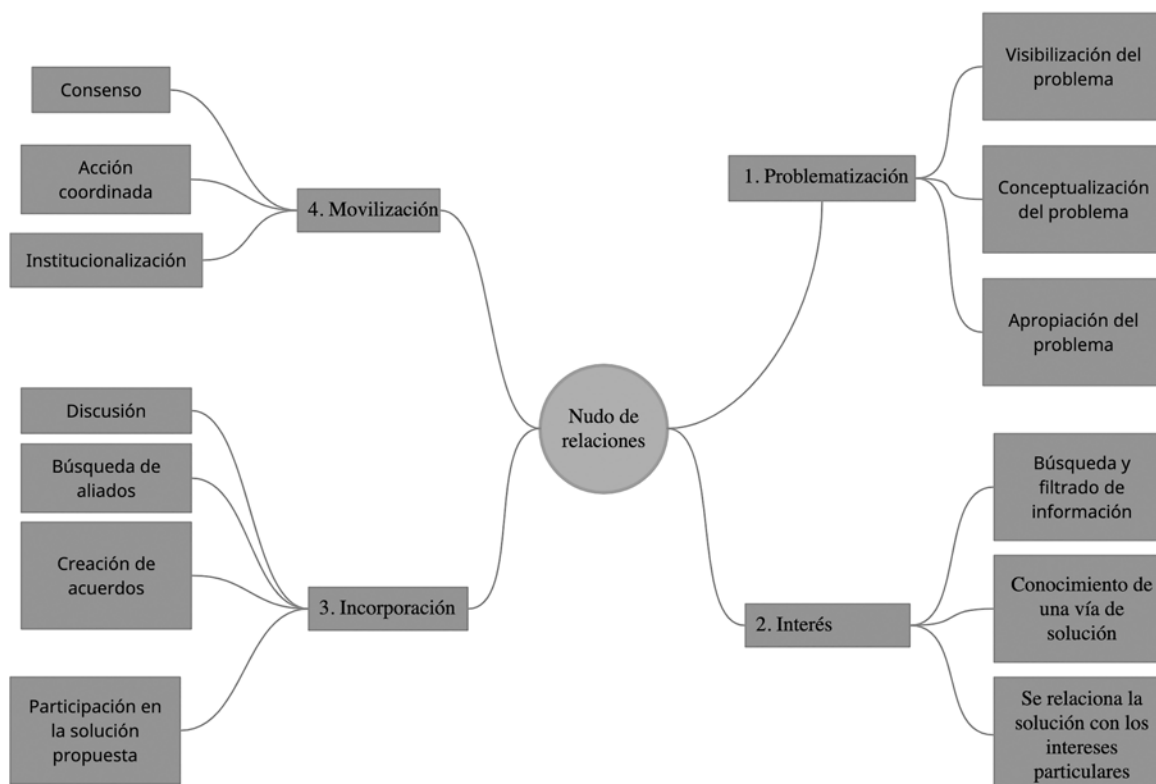 Nudo de
relaciones
1. Problematización
Visibilización del
problema
Conceptualización
del problema
Apropiación del
problema
2. Interés
Búsqueda y
filtrado de
información
Conocimiento de
una vía de
solución
Se relaciona la
solución con los
intereses
particulares
3. Incorporación
Discusión
Búsqueda de
aliados
Creación de
acuerdos
Participación en
la solución
propuesta
4. Movilización
Consenso
Acción
coordinada
Institucionalización